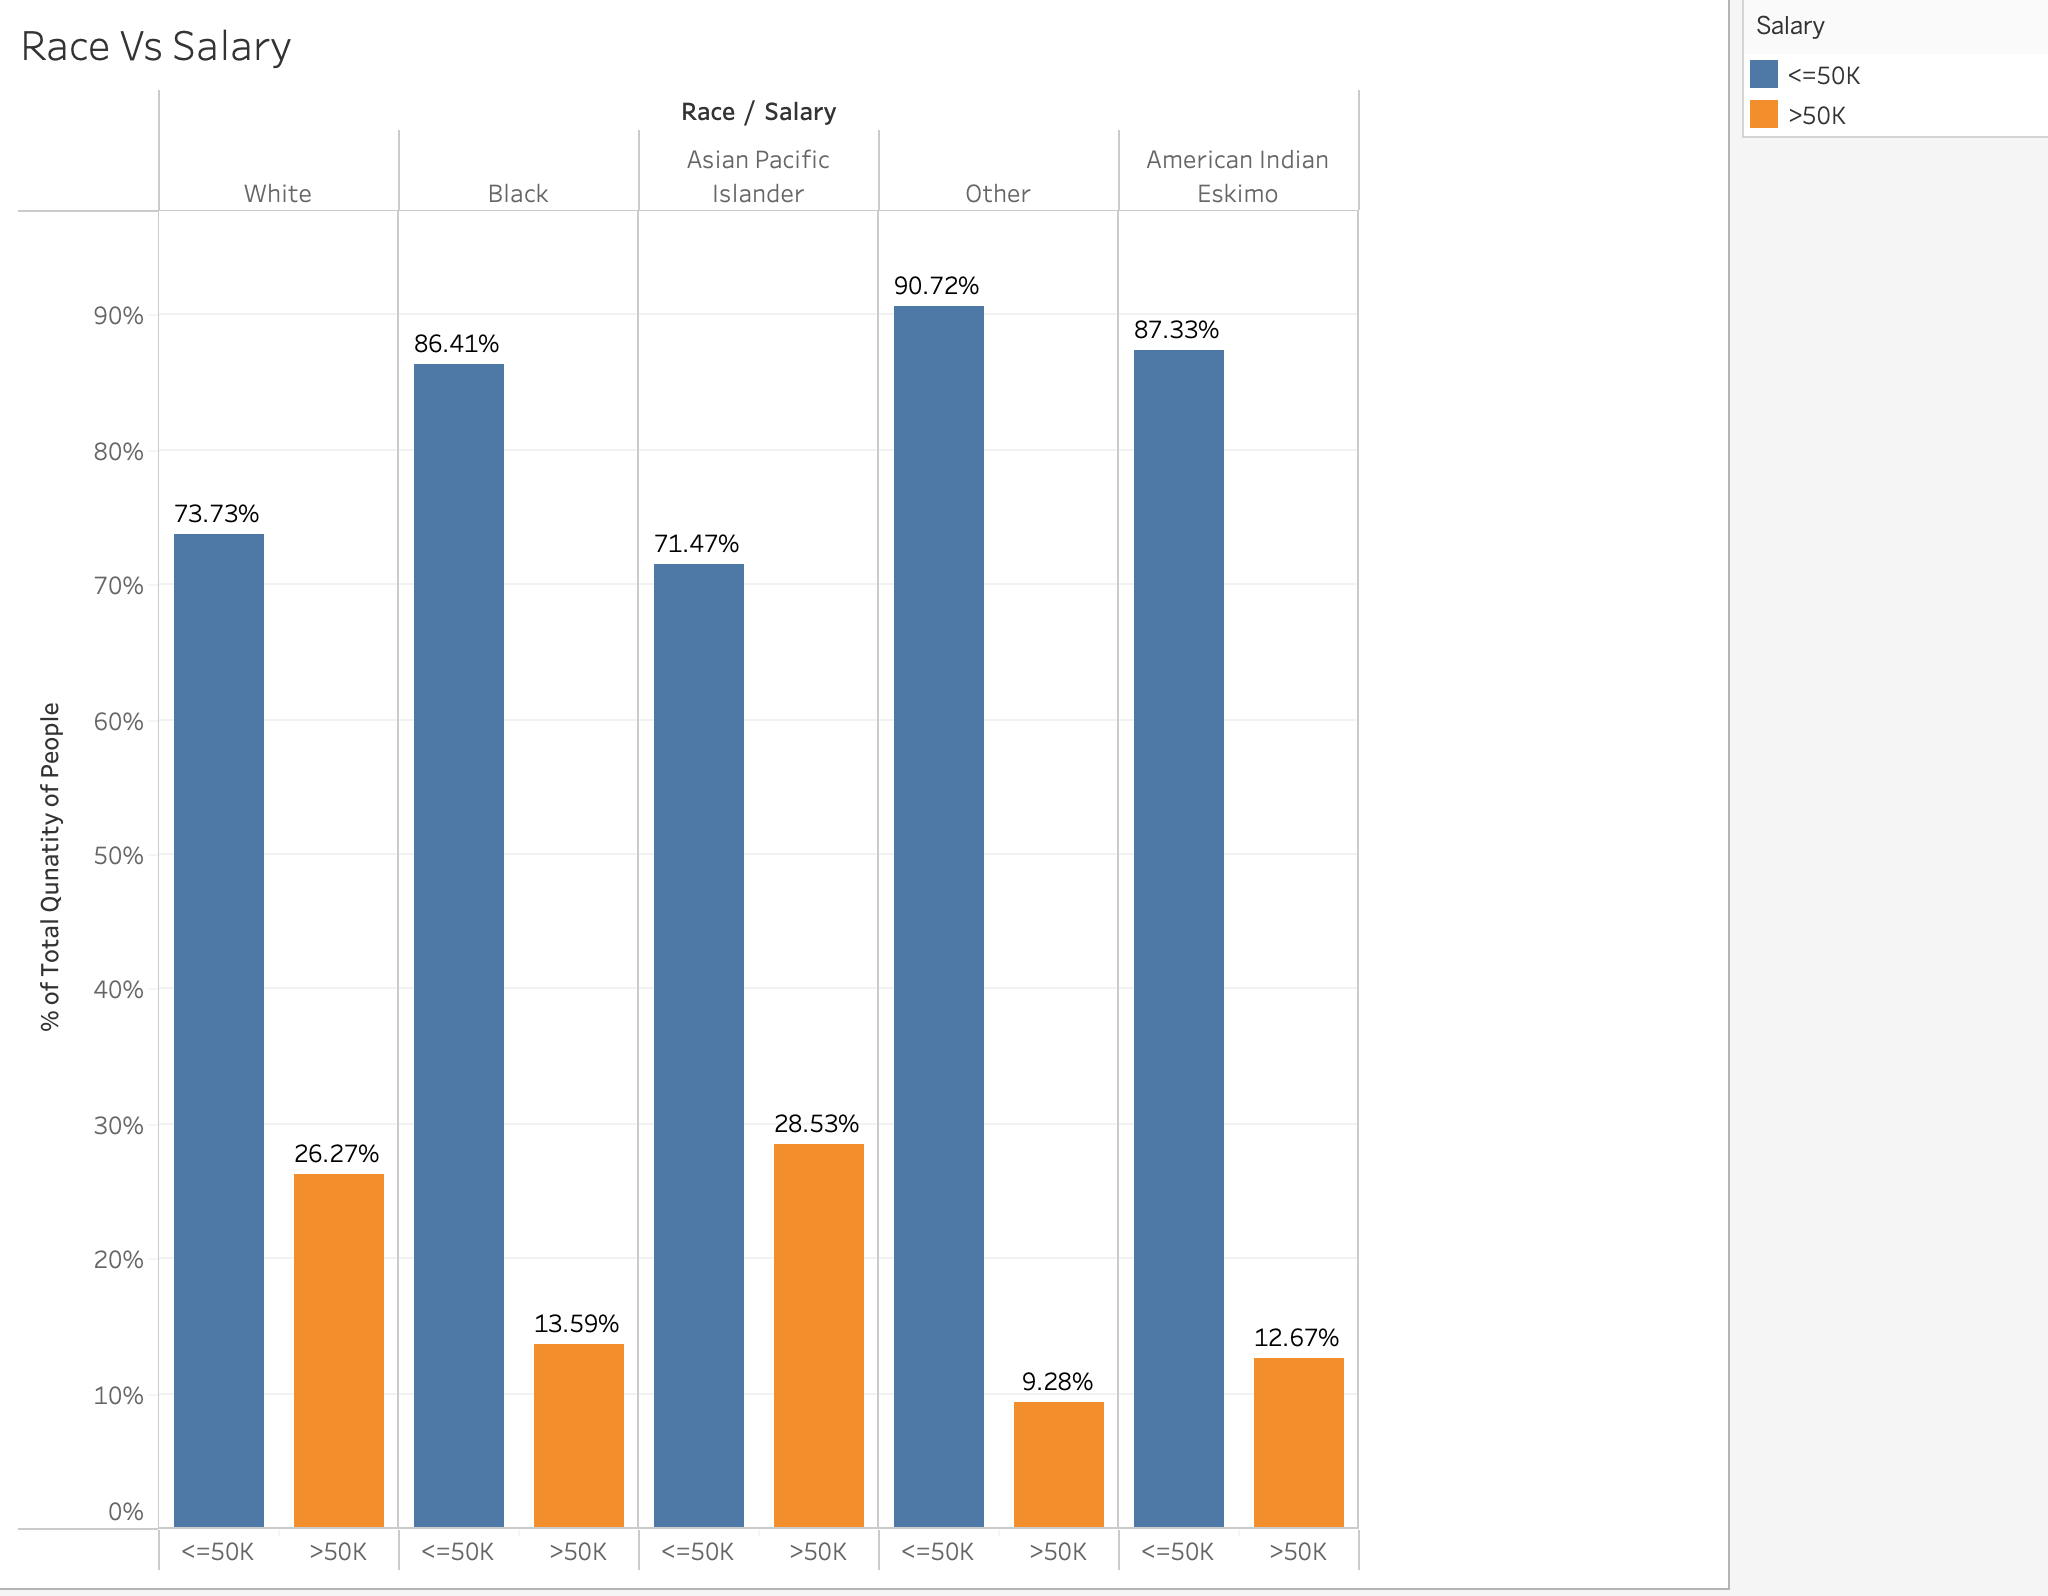 Race Vs Salary
Salary
<=50K
>50K
Race / Salary
White
Black
Asian Pacific
Islander
Other
American Indian
Eskimo
% of Total Qunatity of People
90%
80%
70%
60%
50%
40%
30%
20%
10%
0%
73.73%
26.27%
86.41%
13.59%
71.47%
28.53%
90.72%
9.28%
87.33%
12.67%
<=50K
>50K
<=50K
>50K
<=50K
>50K
<=50K
>50K
<=50K
>50K